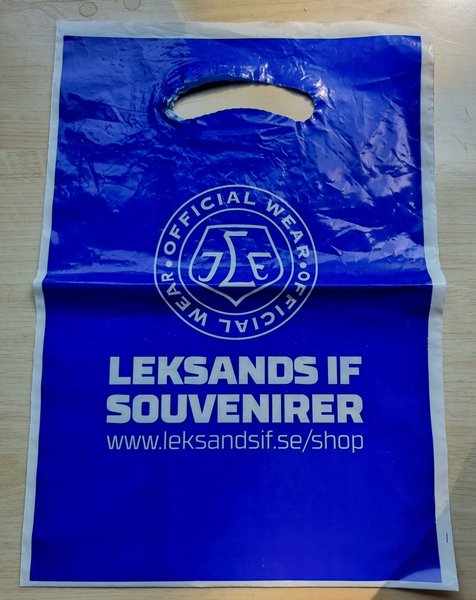 OFFICIAL WEAR • OFFICIAL WEAR •
LEKSANDS IF
SOUVENIRER
www.leksandsif.se/shop